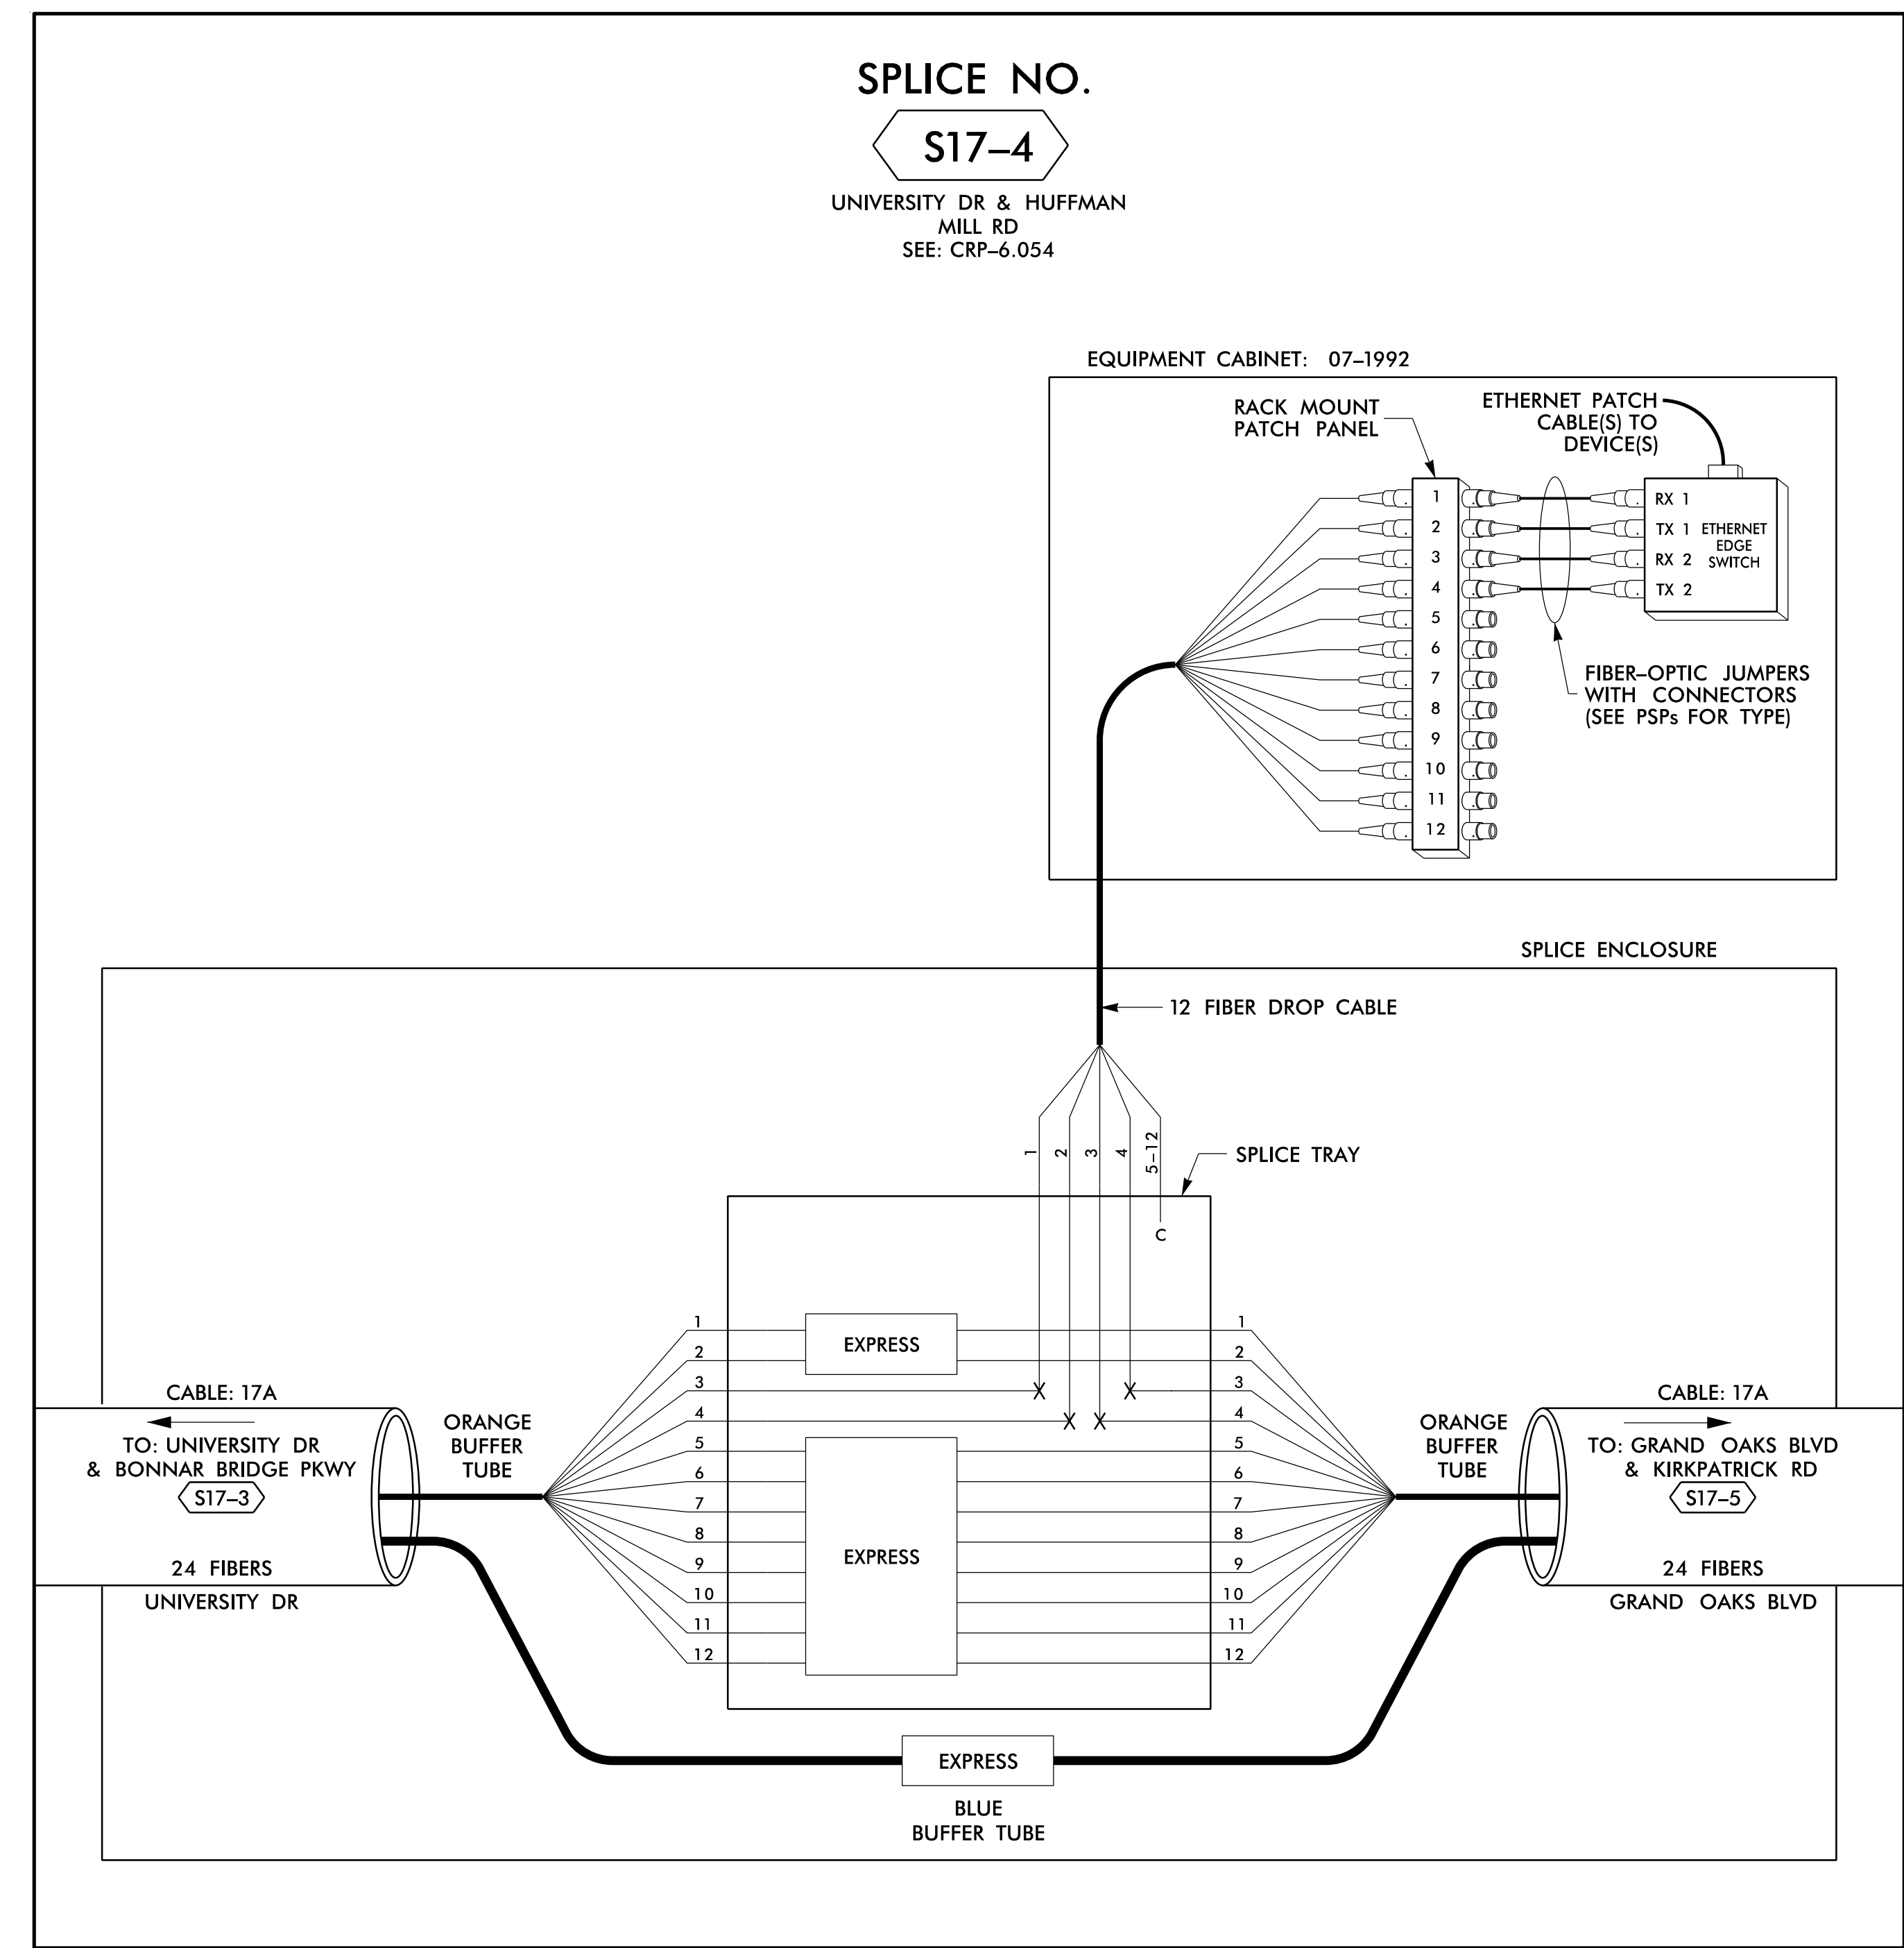 SPLICE NO.
S17–4
UNIVERSITY DR & HUFFMAN
MILL RD
SEE: CRP–6.054
EQUIPMENT CABINET: 07–1992
RACK MOUNT
PATCH PANEL
ETHERNET PATCH
CABLE(S) TO
DEVICE(S)
1
2
3
4
5
6
7
8
9
10
11
12
RX 1
TX 1
RX 2
TX 2
ETHERNET
EDGE
SWITCH
FIBER–OPTIC JUMPERS
WITH CONNECTORS
(SEE PSPs FOR TYPE)
SPLICE ENCLOSURE
12 FIBER DROP CABLE
1
2
3
4
5–12
SPLICE TRAY
C
CABLE: 17A
TO: UNIVERSITY DR
& BONNAR BRIDGE PKWY
S17–3
24 FIBERS
UNIVERSITY DR
ORANGE
BUFFER
TUBE
1
2
3
4
5
6
7
8
9
10
11
12
EXPRESS
EXPRESS
1
2
3
4
5
6
7
8
9
10
11
12
ORANGE
BUFFER
TUBE
CABLE: 17A
TO: GRAND OAKS BLVD
& KIRKPATRICK RD
S17–5
24 FIBERS
GRAND OAKS BLVD
EXPRESS
BLUE
BUFFER TUBE